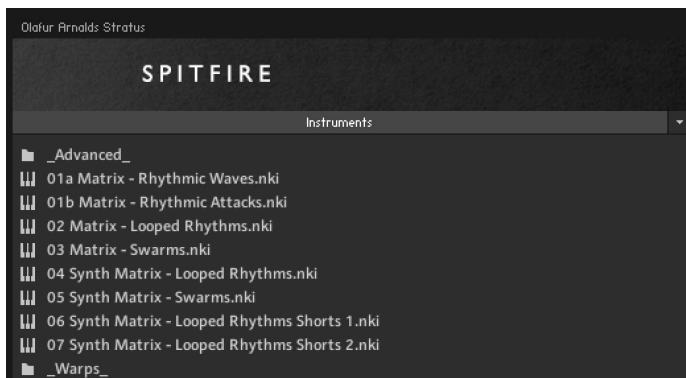 Olafur Arnalds Stratus
SPITFIRE
Instruments
_Advanced_
01a Matrix - Rhythmic Waves.nki
01b Matrix - Rhythmic Attacks.nki
02 Matrix - Looped Rhythms.nki
03 Matrix - Swarms.nki
04 Synth Matrix - Looped Rhythms.nki
05 Synth Matrix - Swarms.nki
06 Synth Matrix - Looped Rhythms Shorts 1.nki
07 Synth Matrix - Looped Rhythms Shorts 2.nki
_Warps_